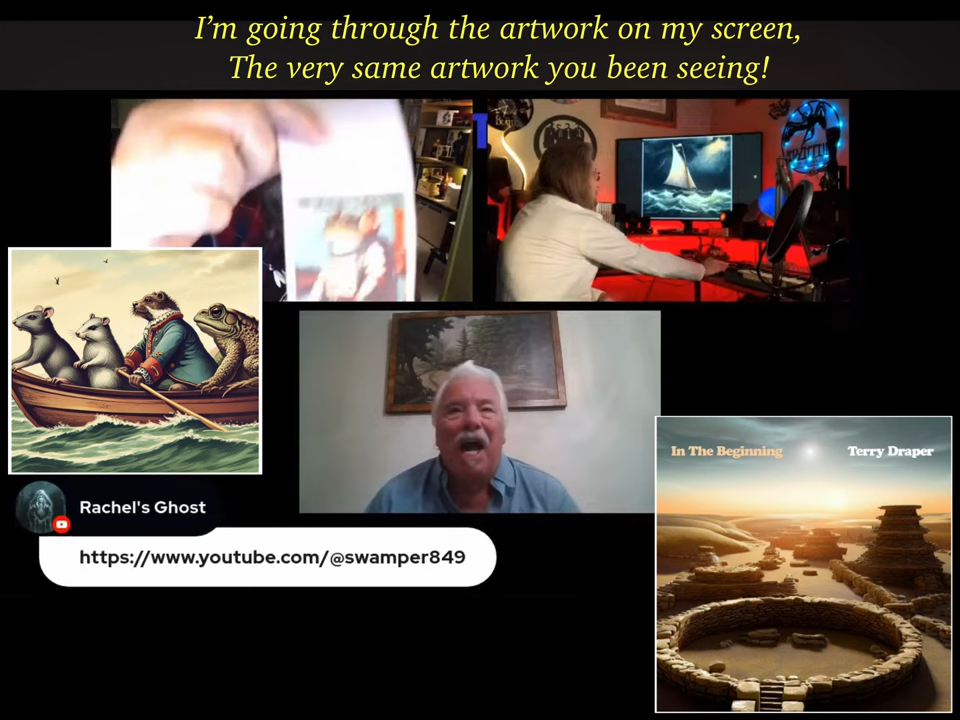 I'm going through the artwork on my screen,
The very same artwork you been seeing!
In The Beginning
Terry Draper
Rachel's Ghost
https://www.youtube.com/@swamper849